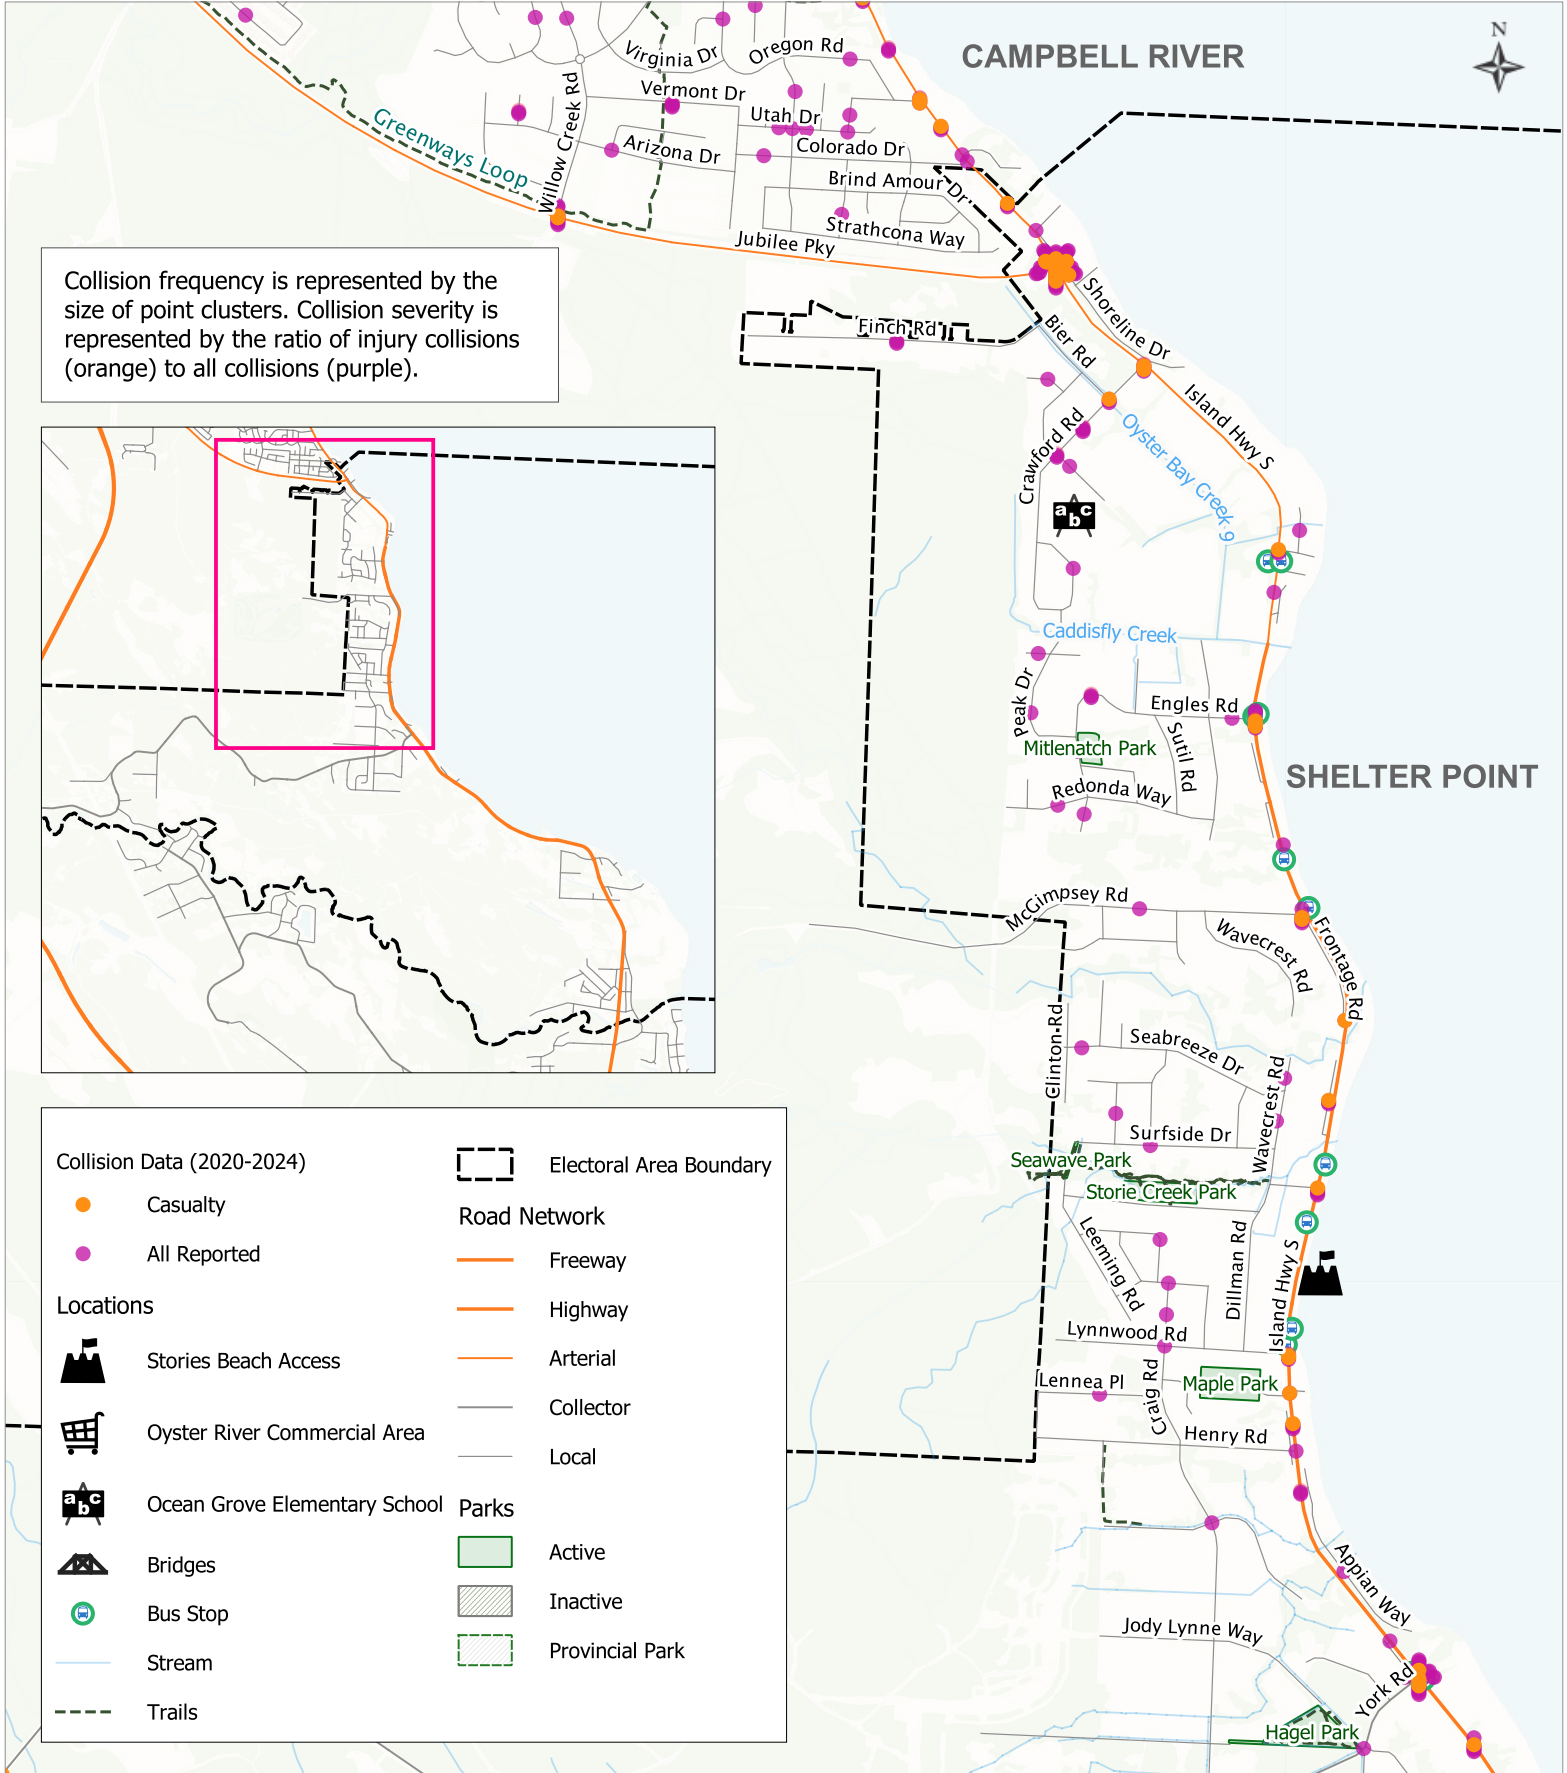 N
CAMPBELL RIVER
Virginia Dr
Oregon Rd
Vermont Dr
Utah Dr
Willow Creek Rd
Greenways Loop
Arizona Dr
Colorado Dr
Brind Amour Dr
Strathcona Way
Jubilee Pky
Collision frequency is represented by the
size of point clusters. Collision severity is
represented by the ratio of injury collisions
(orange) to all collisions (purple).
Finch Rd
Shoreline Dr
Bier Rd
Island Hwy S
Crawford Rd
Oyster Bay Creek 9
a b c
Caddisfly Creek
Peak Dr
Engles Rd
Sutil Rd
Mitlenatch Park
SHELTER POINT
Redonda Way
McGimpsey Rd
Wavecrest Rd
Frontage Rd
Clinton Rd
Seabreeze Dr
Wavecrest Rd
Surfside Dr
Seawave Park
Storie Creek Park
Leeming Rd
Dillman Rd
Island Hwy S
Lynnwood Rd
Lennea Pl
Craig Rd
Maple Park
Henry Rd
Appian Way
Jody Lynne Way
York Rd
Hagel Park
Collision Data (2020-2024)
Casualty
All Reported
Locations
Stories Beach Access
Oyster River Commercial Area
a b c
Ocean Grove Elementary School
Bridges
Bus Stop
Stream
Trails
Electoral Area Boundary
Road Network
Freeway
Highway
Arterial
Collector
Local
Parks
Active
Inactive
Provincial Park